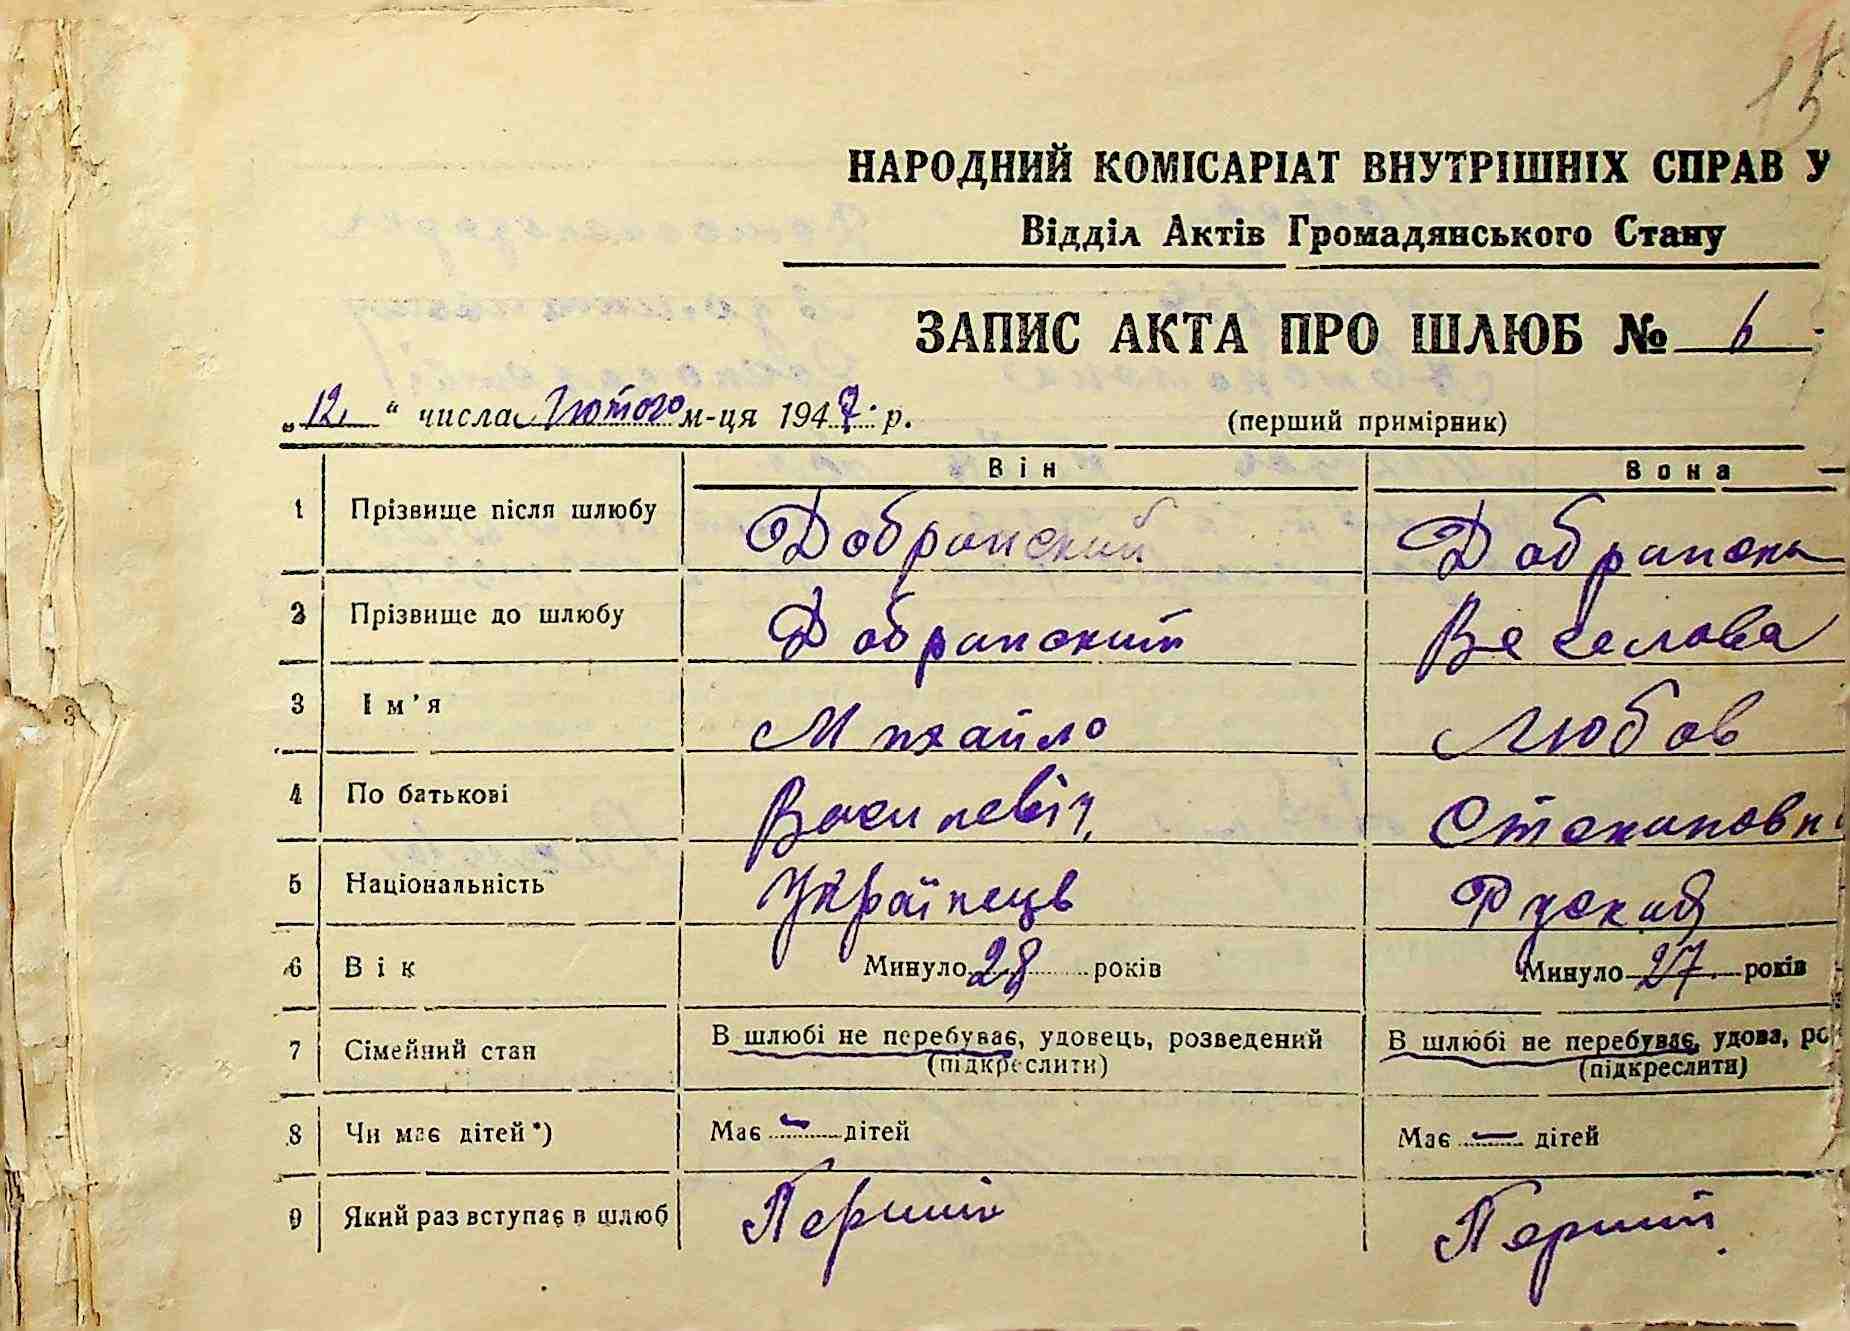 15
НАРОДНИЙ КОМІСАРІАТ ВНУТРІШНІХ СПРАВ У
Відділ Актів Громадянського Стану
ЗАПИС АКТА ПРО ШЛЮБ № 6
„12“ числа Лютого м-ця 1947 р. (перший примірник)
Він Вона
1 Прізвище після шлюбу Добранский Добрански
2 Прізвище до шлюбу Добранский Веселова
3 Ім'я Михайло Любов
4 По батькові Василевіч Степановна
5 Національність Українець Руская
6 Вік Минуло 28 років Минуло 27 років
7 Сімейний стан В шлюбі не перебуває, удовець, розведений В шлюбі не перебуває, удова, ро
(підкреслити) (підкреслити)
8 Чи має дітей*) Має - дітей Має - дітей
9 Який раз вступає в шлюб Перший Перший